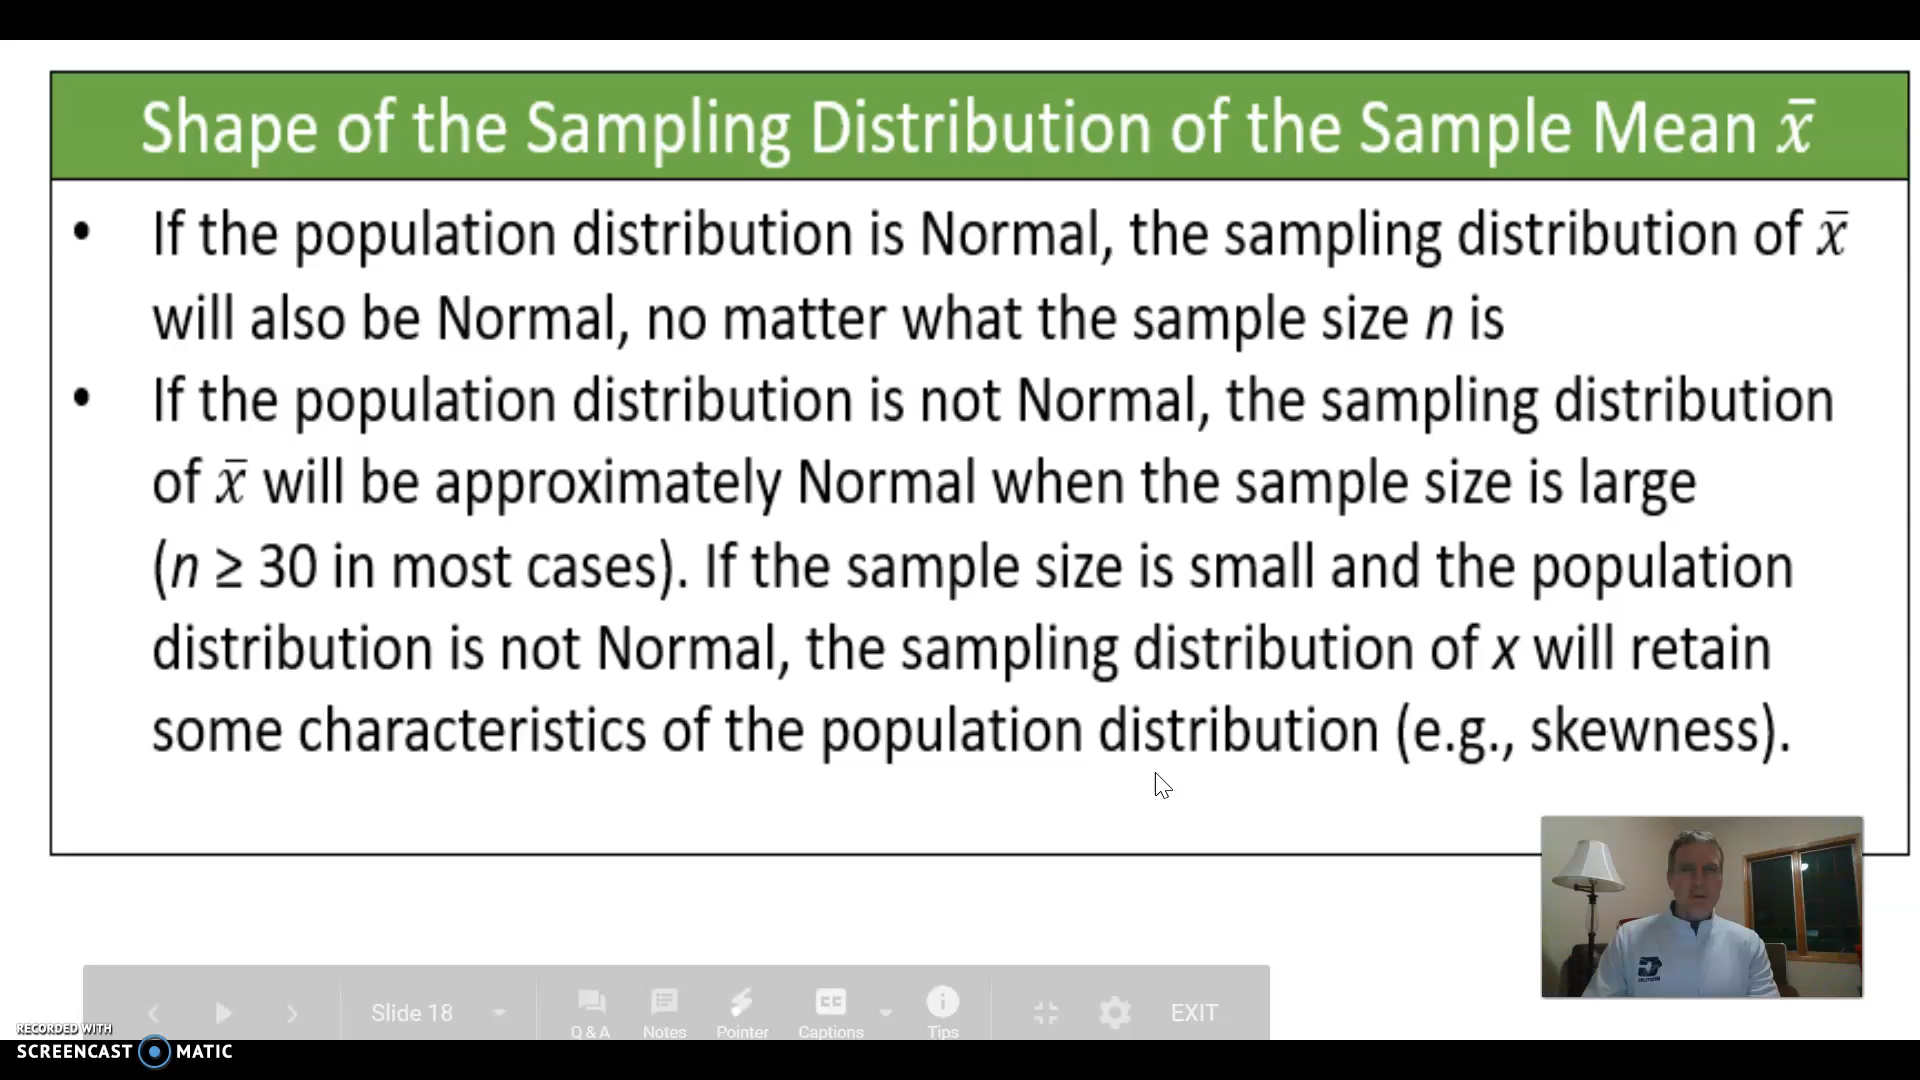 Shape of the Sampling Distribution of the Sample Mean x̄
• If the population distribution is Normal, the sampling distribution of x̄
will also be Normal, no matter what the sample size n is
• If the population distribution is not Normal, the sampling distribution
of x̄ will be approximately Normal when the sample size is large
(n ≥ 30 in most cases). If the sample size is small and the population
distribution is not Normal, the sampling distribution of x will retain
some characteristics of the population distribution (e.g., skewness).
Slide 18
Q & A Notes Pointer CC Captions Tips EXIT
RECORDED WITH
SCREENCAST MATIC